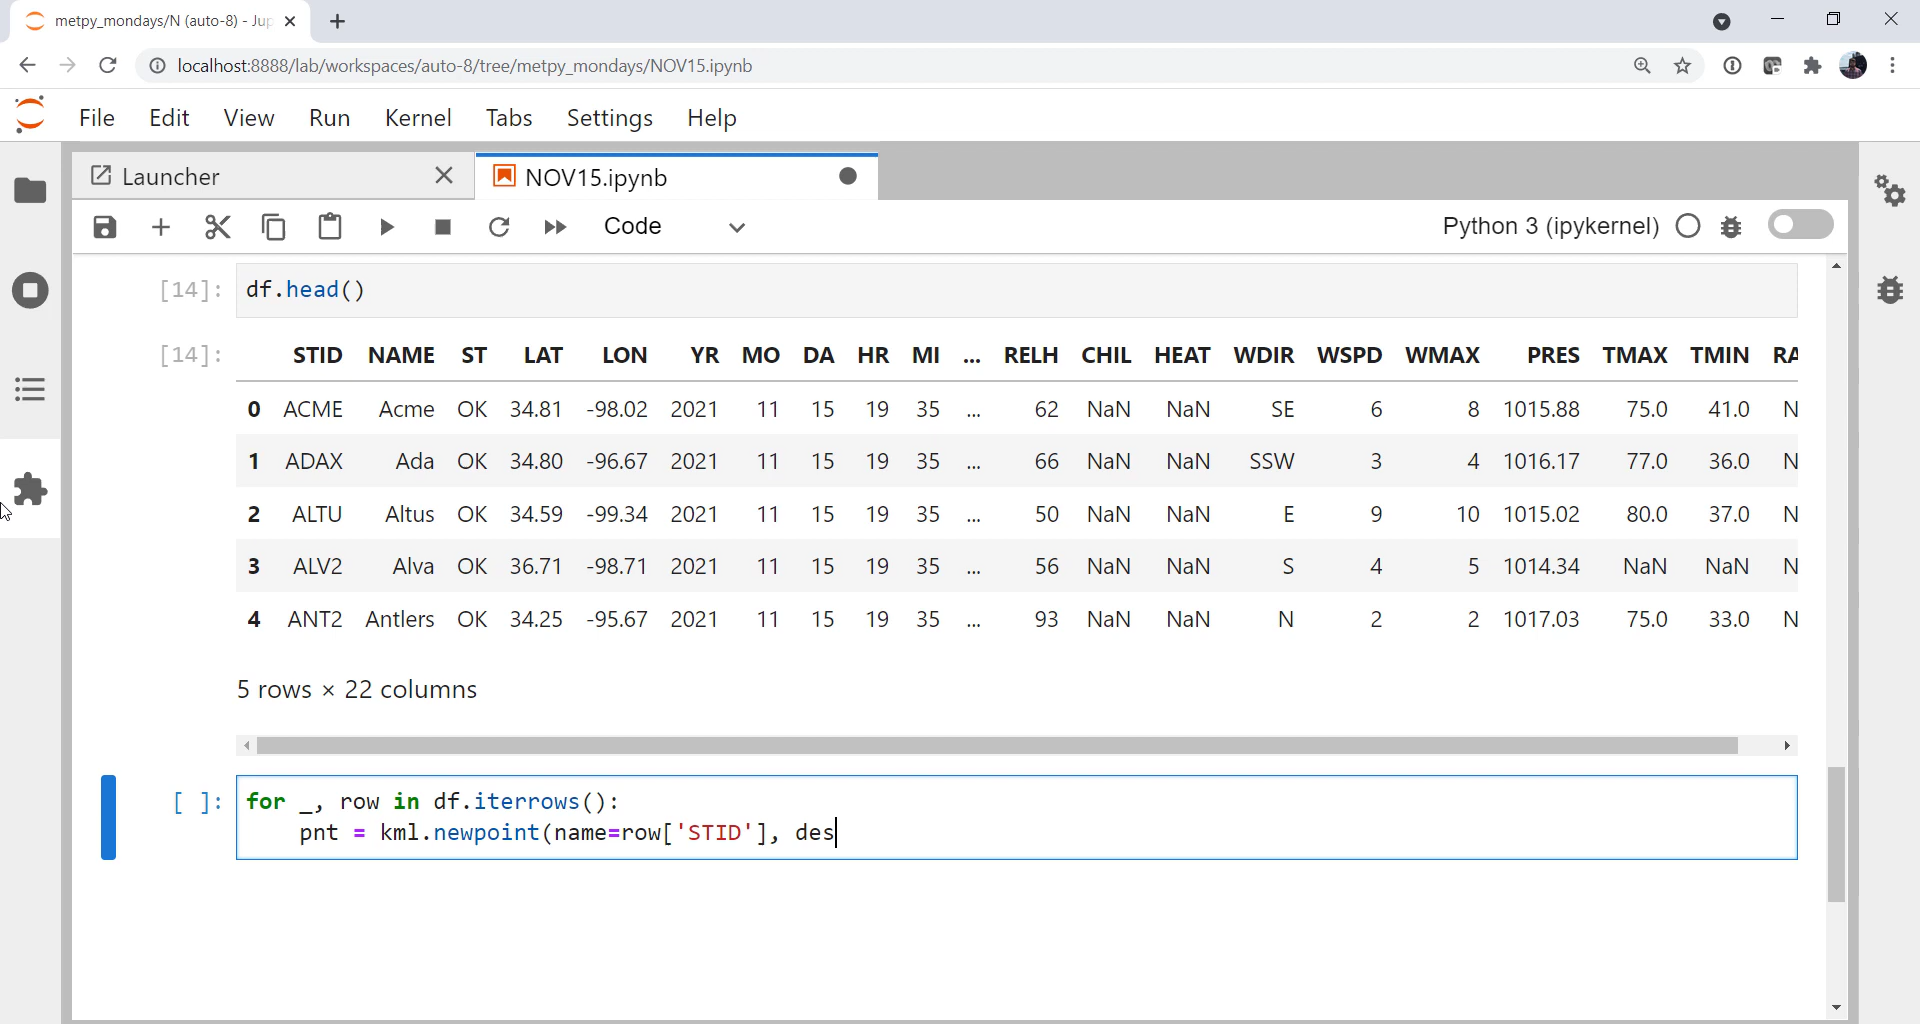 metpy_mondays/N (auto-8) - Jup
localhost:8888/lab/workspaces/auto-8/tree/metpy_mondays/NOV15.ipynb
File Edit View Run Kernel Tabs Settings Help
Launcher NOV15.ipynb
Code Python 3 (ipykernel)
[14]: df.head()
[14]: STID NAME ST LAT LON YR MO DA HR MI ... RELH CHIL HEAT WDIR WSPD WMAX PRES TMAX TMIN RA
0 ACME Acme OK 34.81 -98.02 2021 11 15 19 35 ... 62 NaN NaN SE 6 8 1015.88 75.0 41.0 N
1 ADAX Ada OK 34.80 -96.67 2021 11 15 19 35 ... 66 NaN NaN SSW 3 4 1016.17 77.0 36.0 N
2 ALTU Altus OK 34.59 -99.34 2021 11 15 19 35 ... 50 NaN NaN E 9 10 1015.02 80.0 37.0 N
3 ALV2 Alva OK 36.71 -98.71 2021 11 15 19 35 ... 56 NaN NaN S 4 5 1014.34 NaN NaN N
4 ANT2 Antlers OK 34.25 -95.67 2021 11 15 19 35 ... 93 NaN NaN N 2 2 1017.03 75.0 33.0 N
5 rows × 22 columns
[ ]: for _, row in df.iterrows():
pnt = kml.newpoint(name=row['STID'], des